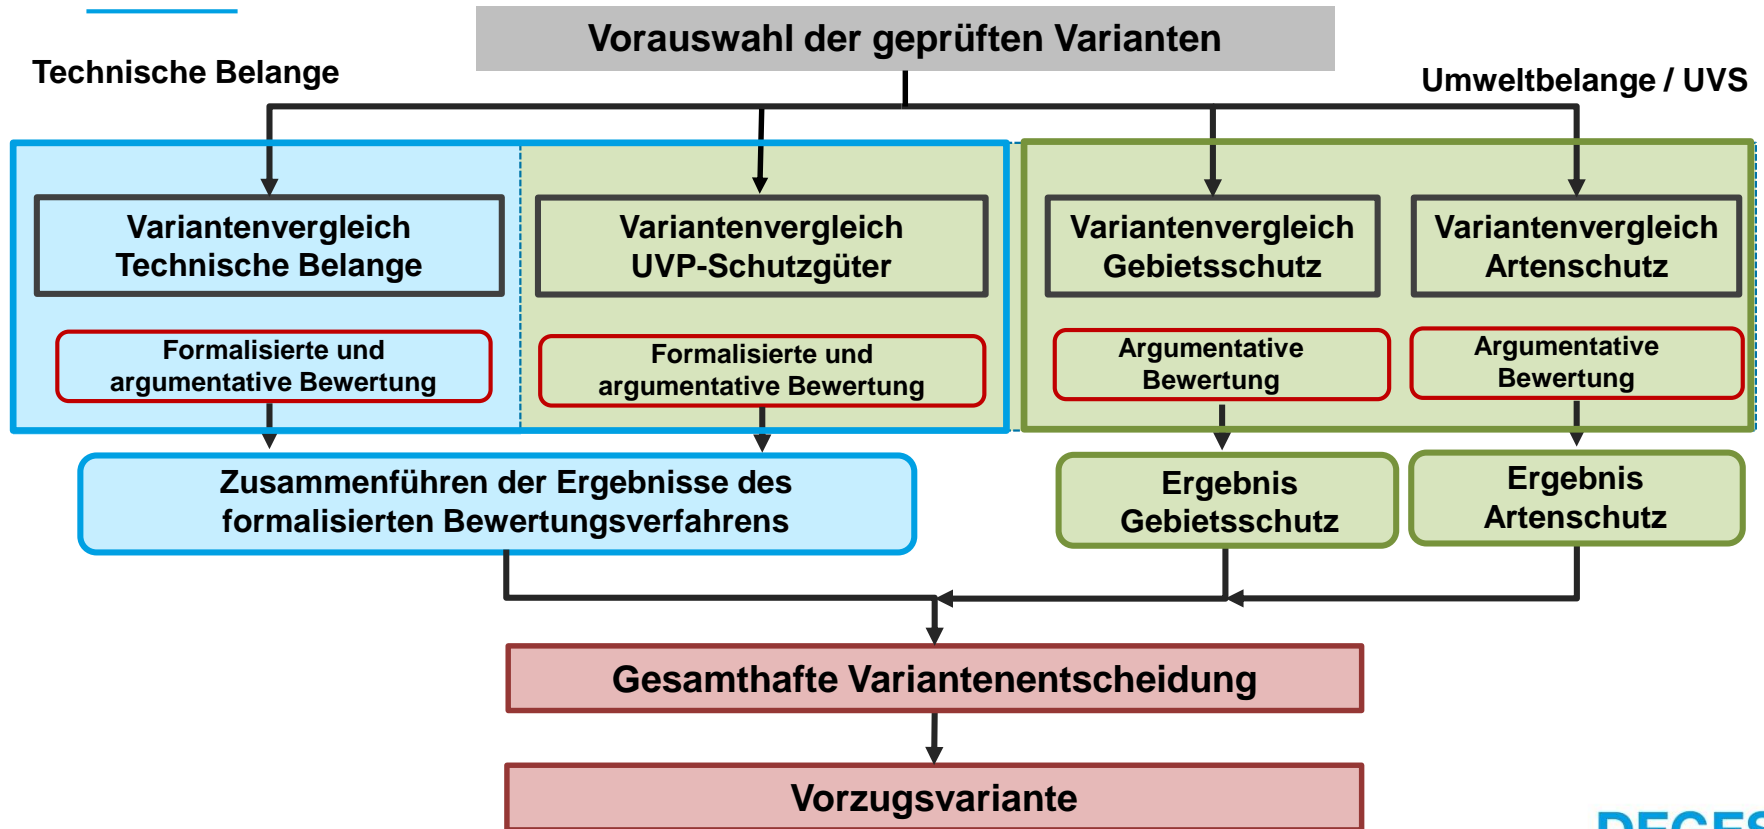 Vorauswahl der geprüften Varianten
Technische Belange
Umweltbelange / UVS
Variantenvergleich
Technische Belange
Variantenvergleich
UVP-Schutzgüter
Variantenvergleich
Gebietsschutz
Variantenvergleich
Artenschutz
Formalisierte und
argumentative Bewertung
Formalisierte und
argumentative Bewertung
Argumentative
Bewertung
Argumentative
Bewertung
Zusammenführen der Ergebnisse des
formalisierten Bewertungsverfahrens
Ergebnis
Gebietsschutz
Ergebnis
Artenschutz
Gesamthafte Variantenentscheidung
Vorzugsvariante
DEGES